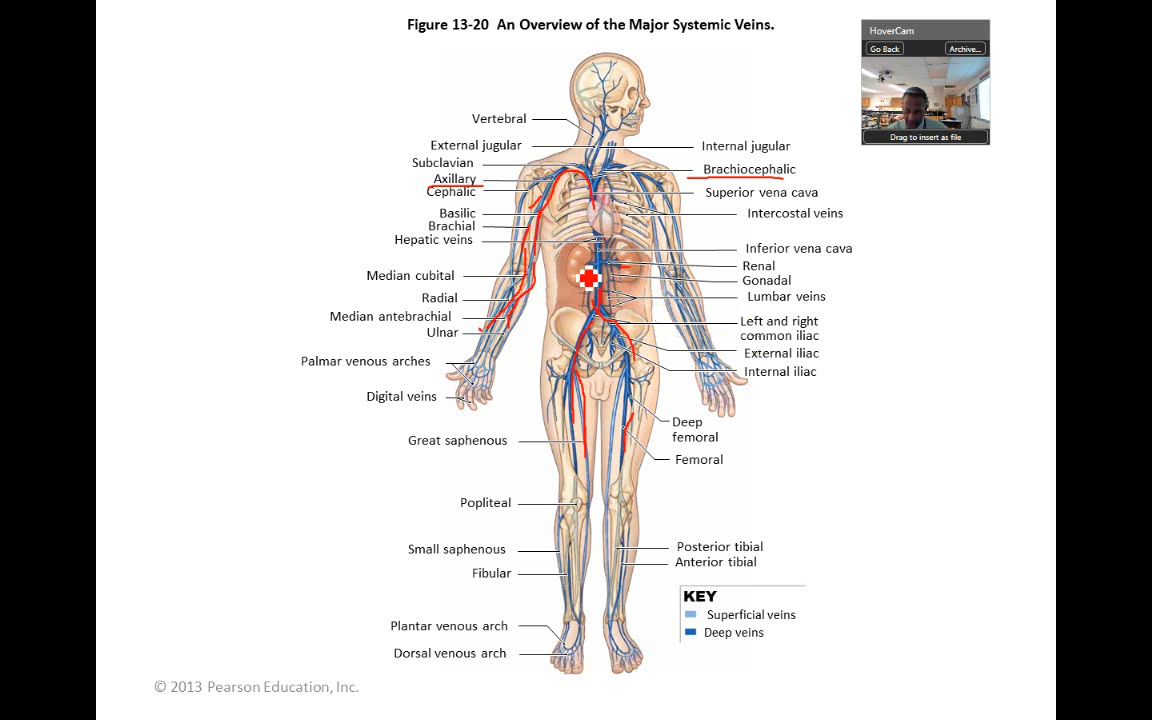 Figure 13-20 An Overview of the Major Systemic Veins.
HoverCam
Go Back
Archive...
Drag to insert as file
Vertebral
External jugular
Subclavian
Axillary
Cephalic
Basilic
Brachial
Hepatic veins
Median cubital
Radial
Median antebrachial
Ulnar
Palmar venous arches
Digital veins
Great saphenous
Popliteal
Small saphenous
Fibular
Plantar venous arch
Dorsal venous arch
Internal jugular
Brachiocephalic
Superior vena cava
Intercostal veins
Inferior vena cava
Renal
Gonadal
Lumbar veins
Left and right
common iliac
External iliac
Internal iliac
Deep
femoral
Femoral
Posterior tibial
Anterior tibial
KEY
Superficial veins
Deep veins
© 2013 Pearson Education, Inc.